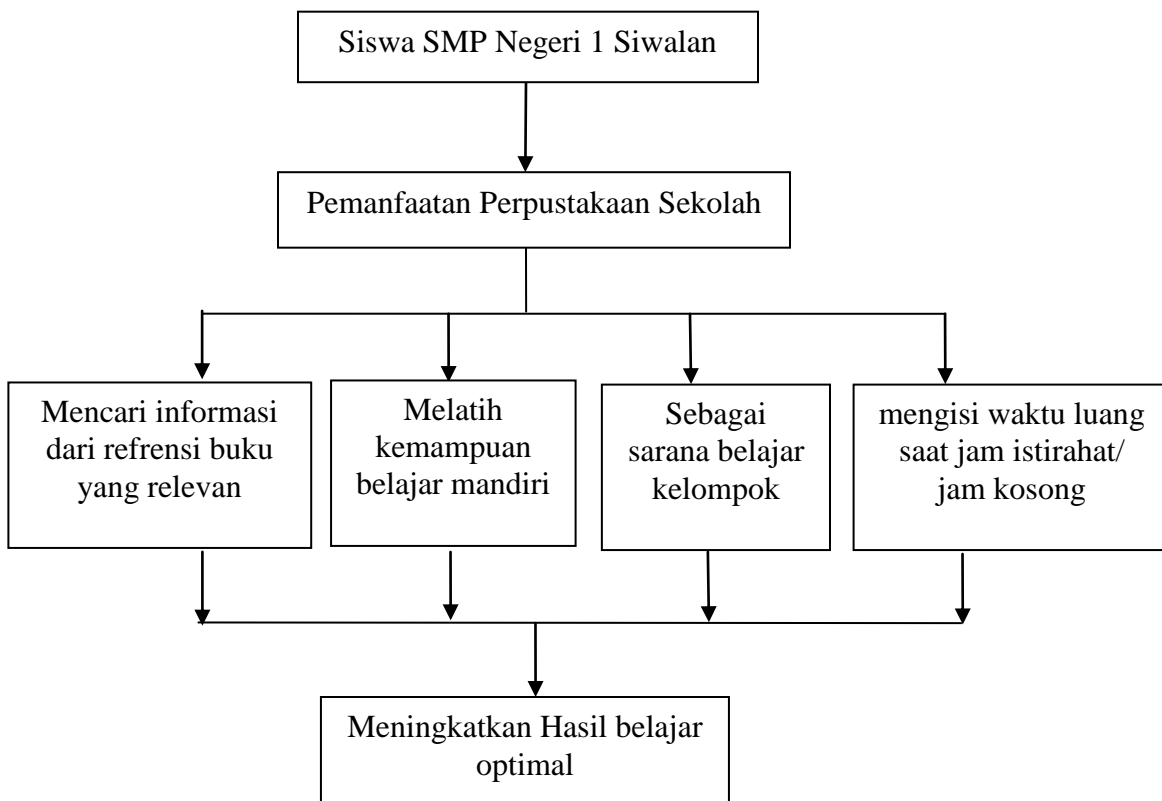 Siswa SMP Negeri 1 Siwalan
Pemanfaatan Perpustakaan Sekolah
Mencari informasi
dari refrensi buku
yang relevan
Melatih
kemampuan
belajar mandiri
Sebagai
sarana belajar
kelompok
mengisi waktu luang
saat jam istirahat/
jam kosong
Meningkatkan Hasil belajar
optimal